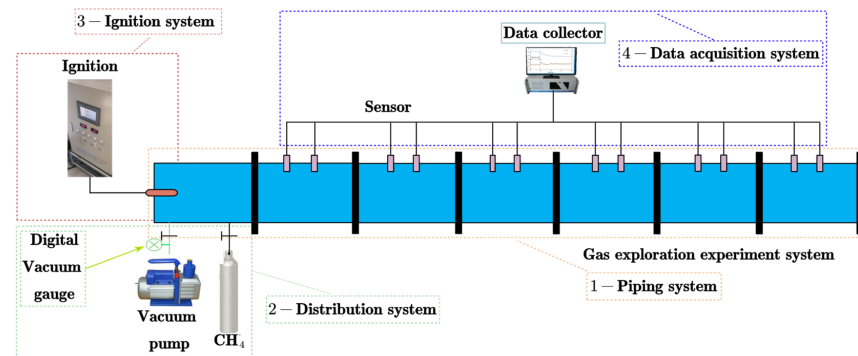 3－Ignition system
Ignition
Data collector
4－Data acquisition system
Sensor
Digital
Vacuum
gauge
Gas exploration experiment system
1－Piping system
2－Distribution system
Vacuum
pump
CH₄